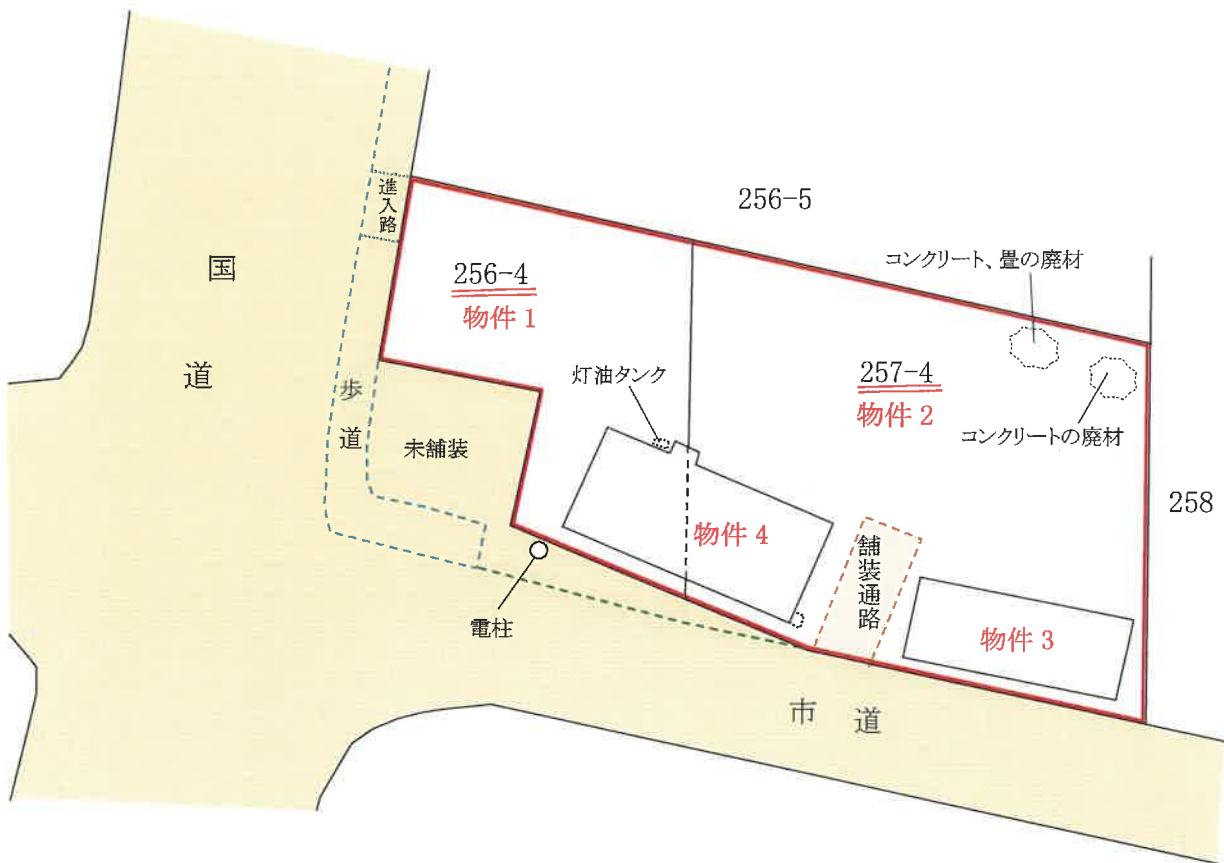 256-5
進入路
コンクリート、畳の廃材
国道
256-4
物件 1
257-4
物件 2
灯油タンク
歩道
未舗装
コンクリートの廃材
258
物件 4
舗装通路
電柱
物件 3
市道